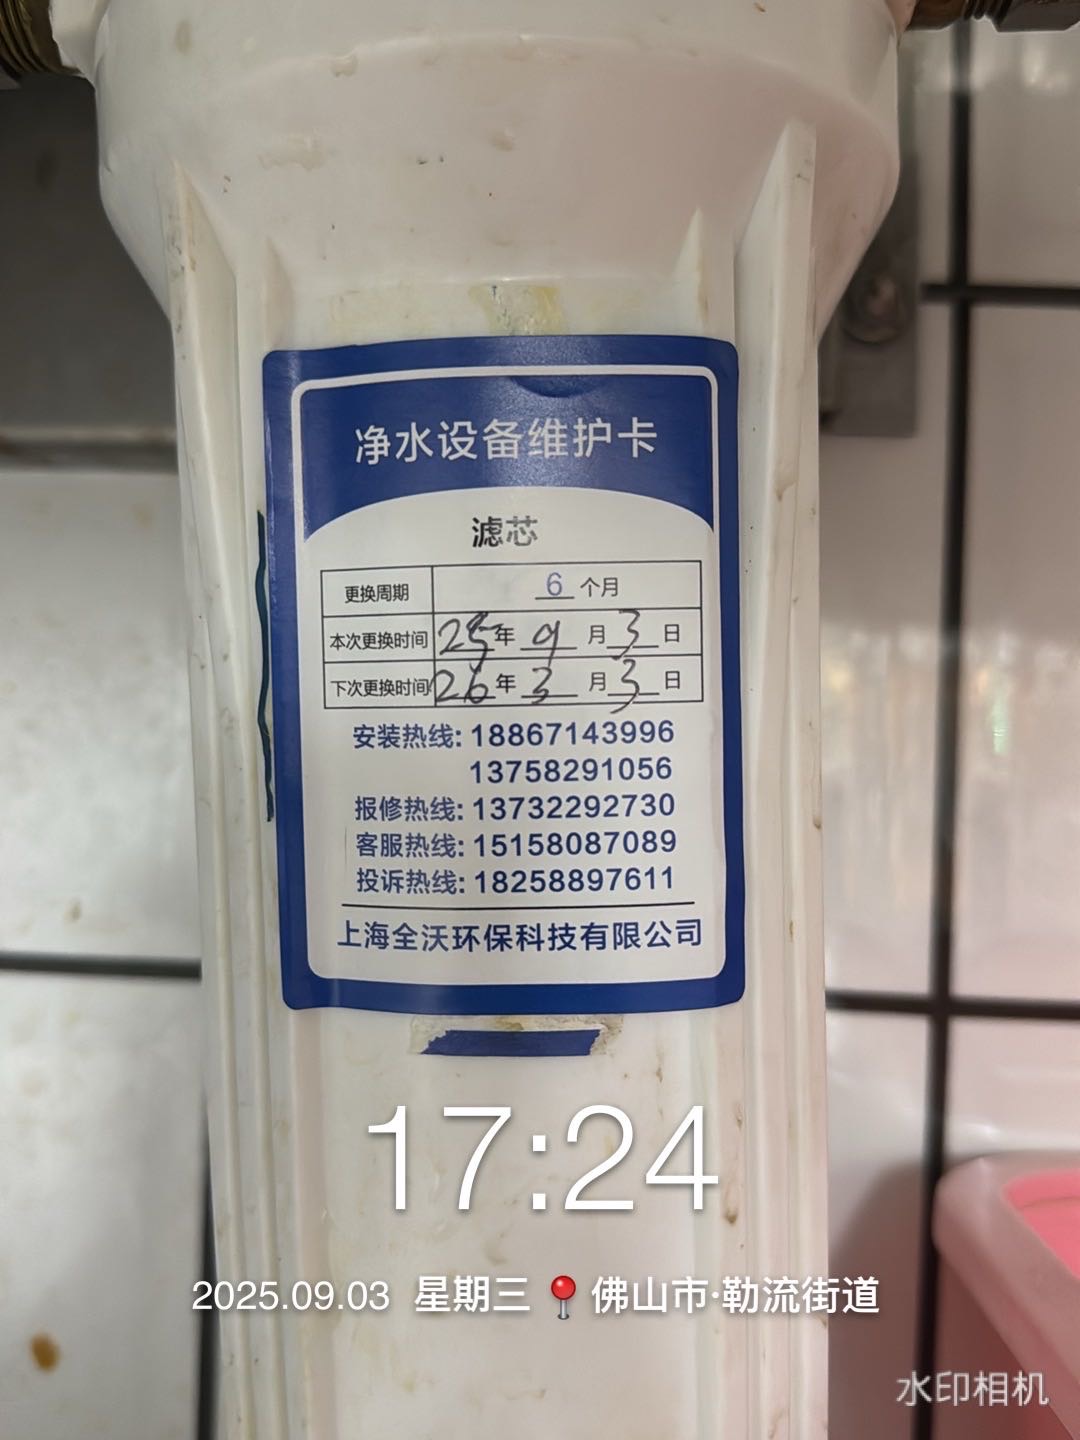 净水设备维护卡
滤芯
更换周期 6 个月
本次更换时间 25年 9 月 3 日
下次更换时间 26年 3 月 3 日
安装热线: 18867143996
13758291056
报修热线: 13732292730
客服热线: 15158087089
投诉热线: 18258897611
上海全沃环保科技有限公司
17:24
2025.09.03 星期三 📍佛山市·勒流街道
水印相机